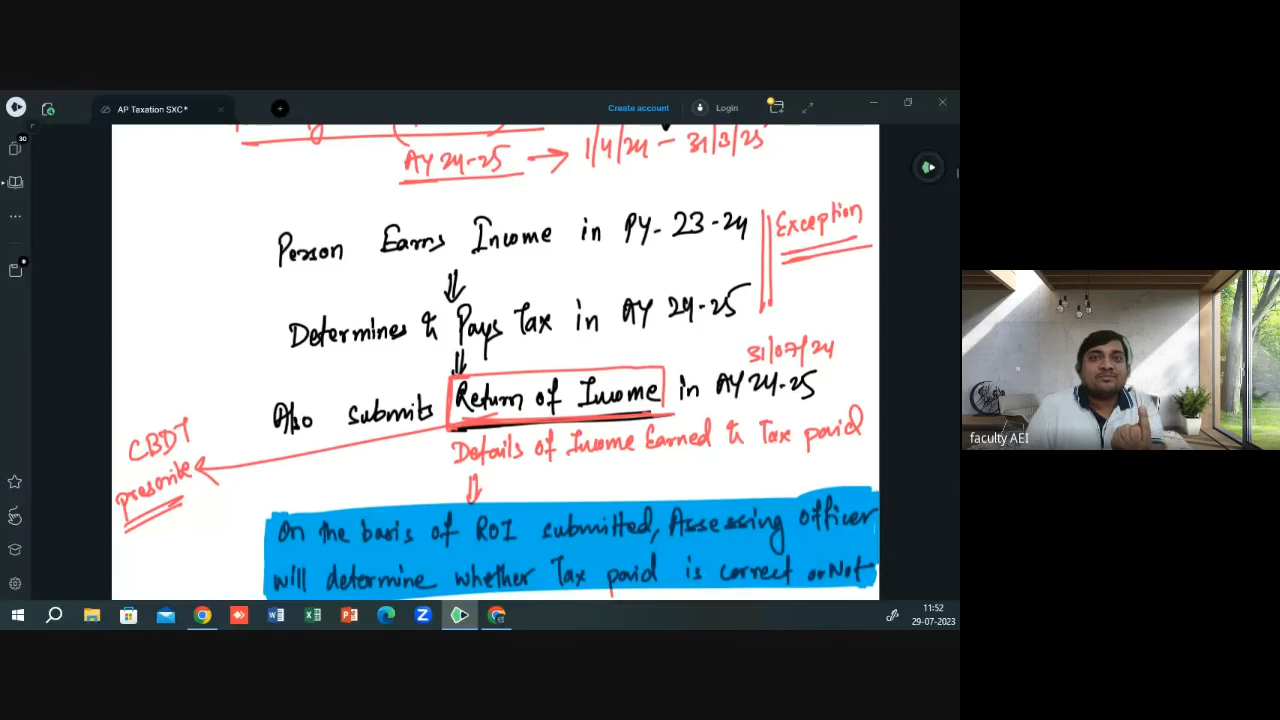 AP Taxation SXC*
Create account
Login
30
AY 24-25 → 1/4/24 - 31/3/25
Person Earns Income in PY- 23-24
Exception
Determines & Pays Tax in AY 24-25
31/07/24
Also submits Return of Income in AY 24-25
CBDT
prescribe
Details of Income Earned & Tax paid
On the basis of ROI submitted, Assessing officer
will determine whether Tax paid is correct or Not
faculty AEI
11:52
29-07-2023